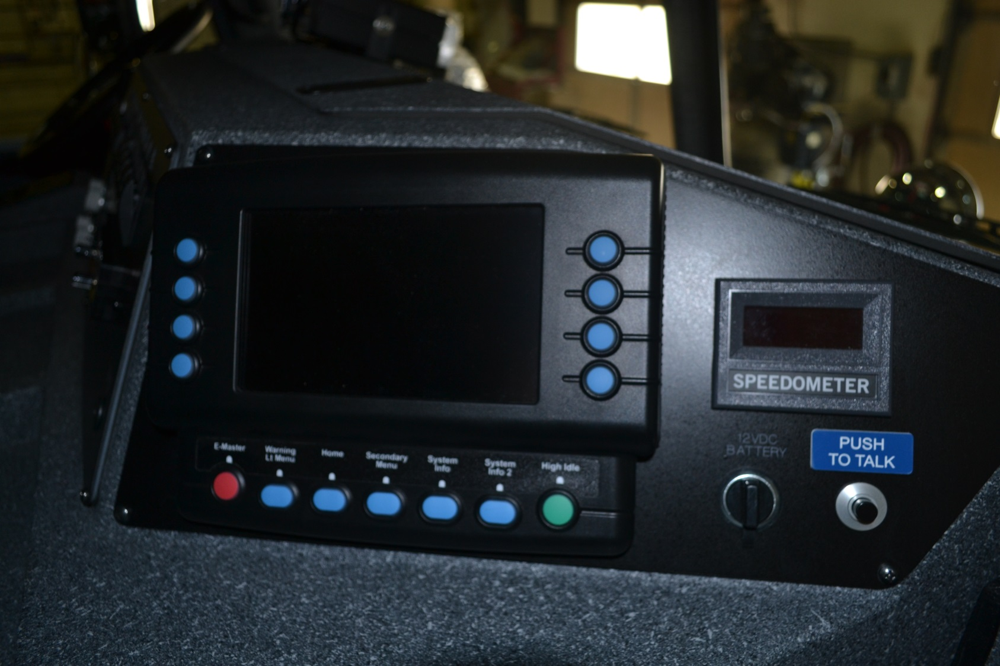 SPEEDOMETER
12VDC
BATTERY
PUSH
TO TALK
E-Master
Warning
Lt Menu
Home
Secondary
Menu
System
Info
System
Info 2
High Idle